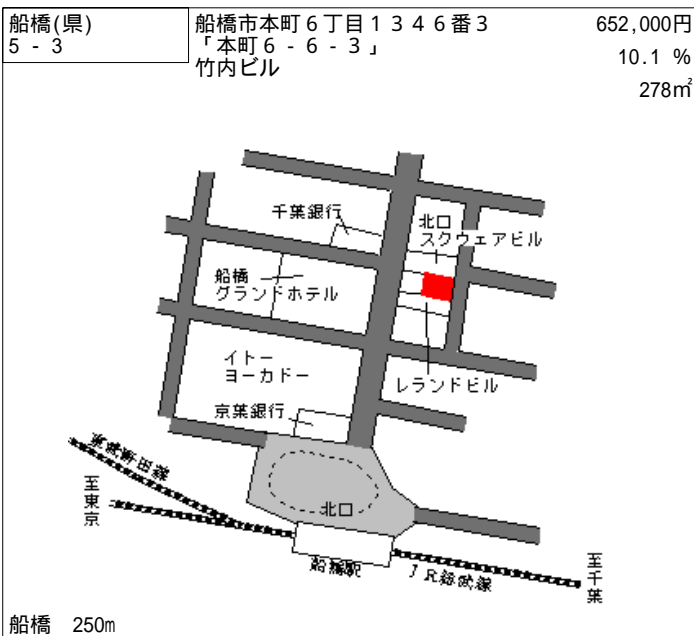 船橋(県)
5 - 3
船橋市本町６丁目１３４６番３
「本町６-６-３」
竹内ビル
652,000円
10.1 %
278㎡
千葉銀行
北口
スクウェアビル
船橋
グランドホテル
イトー
ヨーカドー
レランドビル
京葉銀行
東武野田線
至東京
北口
船橋駅
ＪＲ総武線
至千葉
船橋　250m